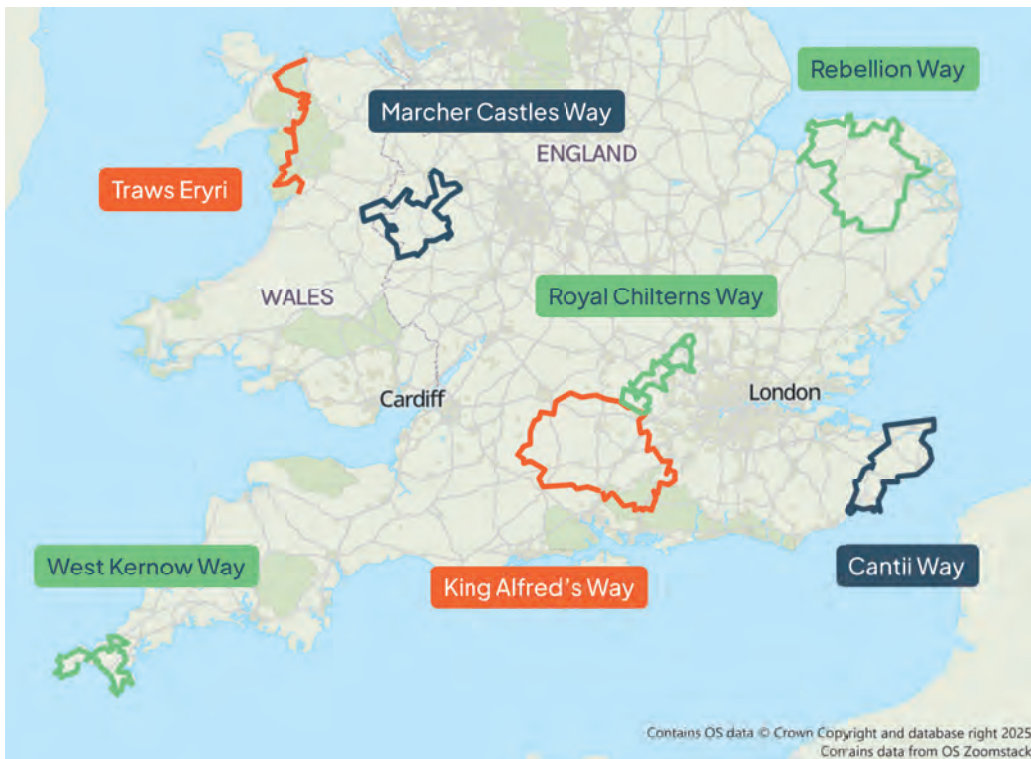 Rebellion Way
Marcher Castles Way
ENGLAND
Traws Eryri
WALES
Royal Chilterns Way
Cardiff
London
West Kernow Way
King Alfred's Way
Cantii Way
Contains OS data © Crown Copyright and database right 2025
Contains data from OS Zoomstack